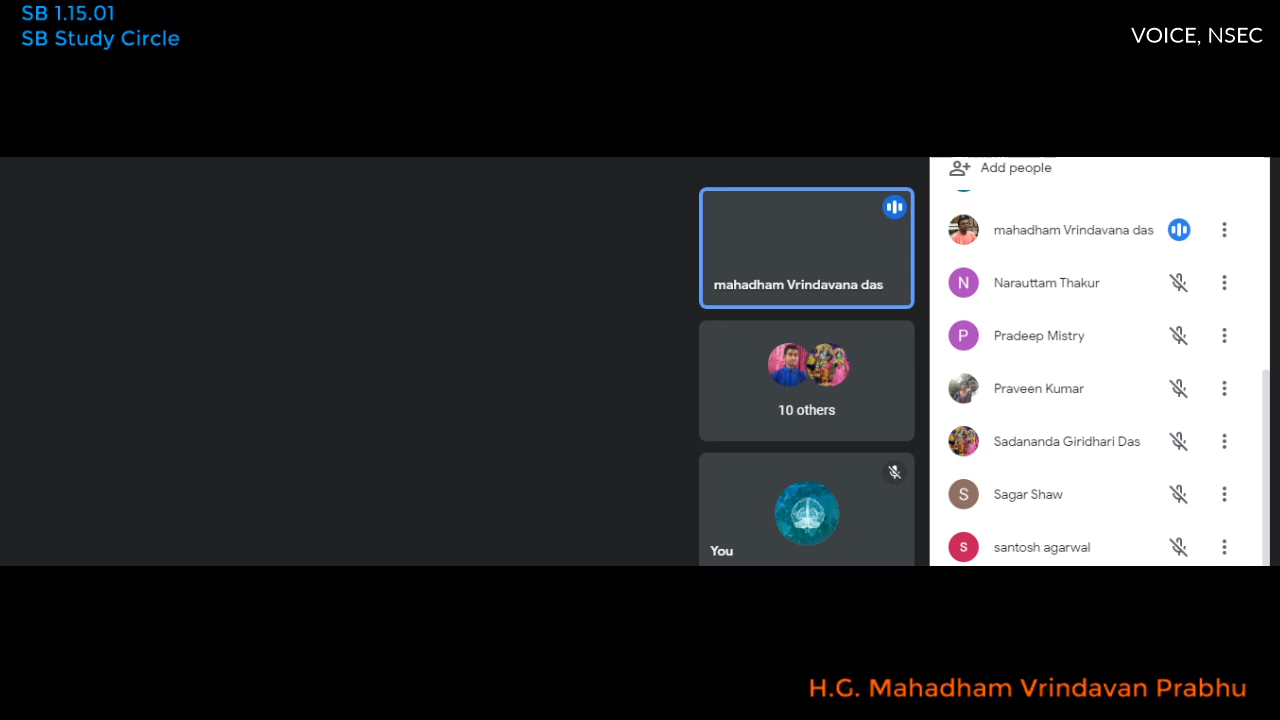 SB 1.15.01
SB Study Circle
VOICE, NSEC
mahadham Vrindavana das
10 others
You
Add people
mahadham Vrindavana das
N Narauttam Thakur
P Pradeep Mistry
Praveen Kumar
Sadananda Giridhari Das
S Sagar Shaw
s santosh agarwal
H.G. Mahadham Vrindavan Prabhu